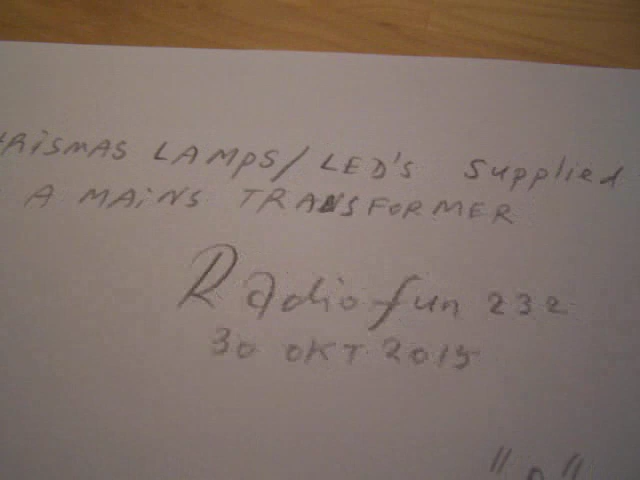 HRiSMAS LAMPS/LED'S Supplied
A MAiNS TRANSFORMER
Radiofun 232
30 OKT 2015